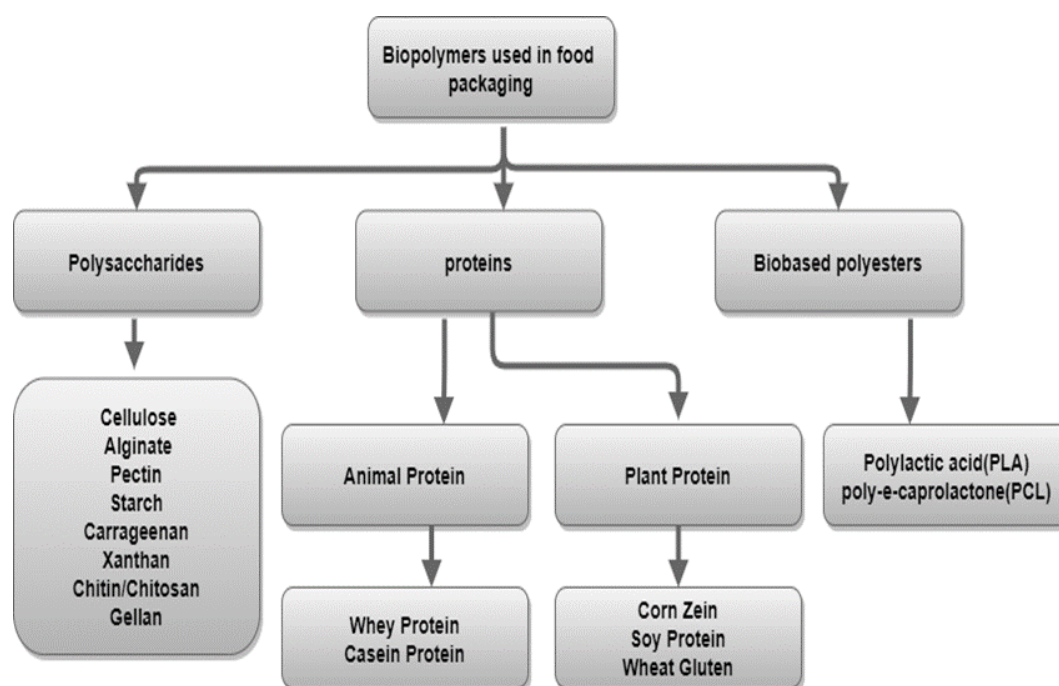 Biopolymers used in food
packaging
Polysaccharides
proteins
Biobased polyesters
Cellulose
Alginate
Pectin
Starch
Carrageenan
Xanthan
Chitin/Chitosan
Gellan
Animal Protein
Plant Protein
Polylactic acid(PLA)
poly-e-caprolactone(PCL)
Whey Protein
Casein Protein
Corn Zein
Soy Protein
Wheat Gluten